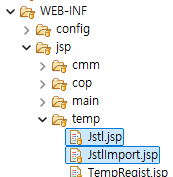 WEB-INF
config
jsp
cmm
cop
main
temp
Jstl.jsp
JstlImport.jsp
TempRegist.jsp